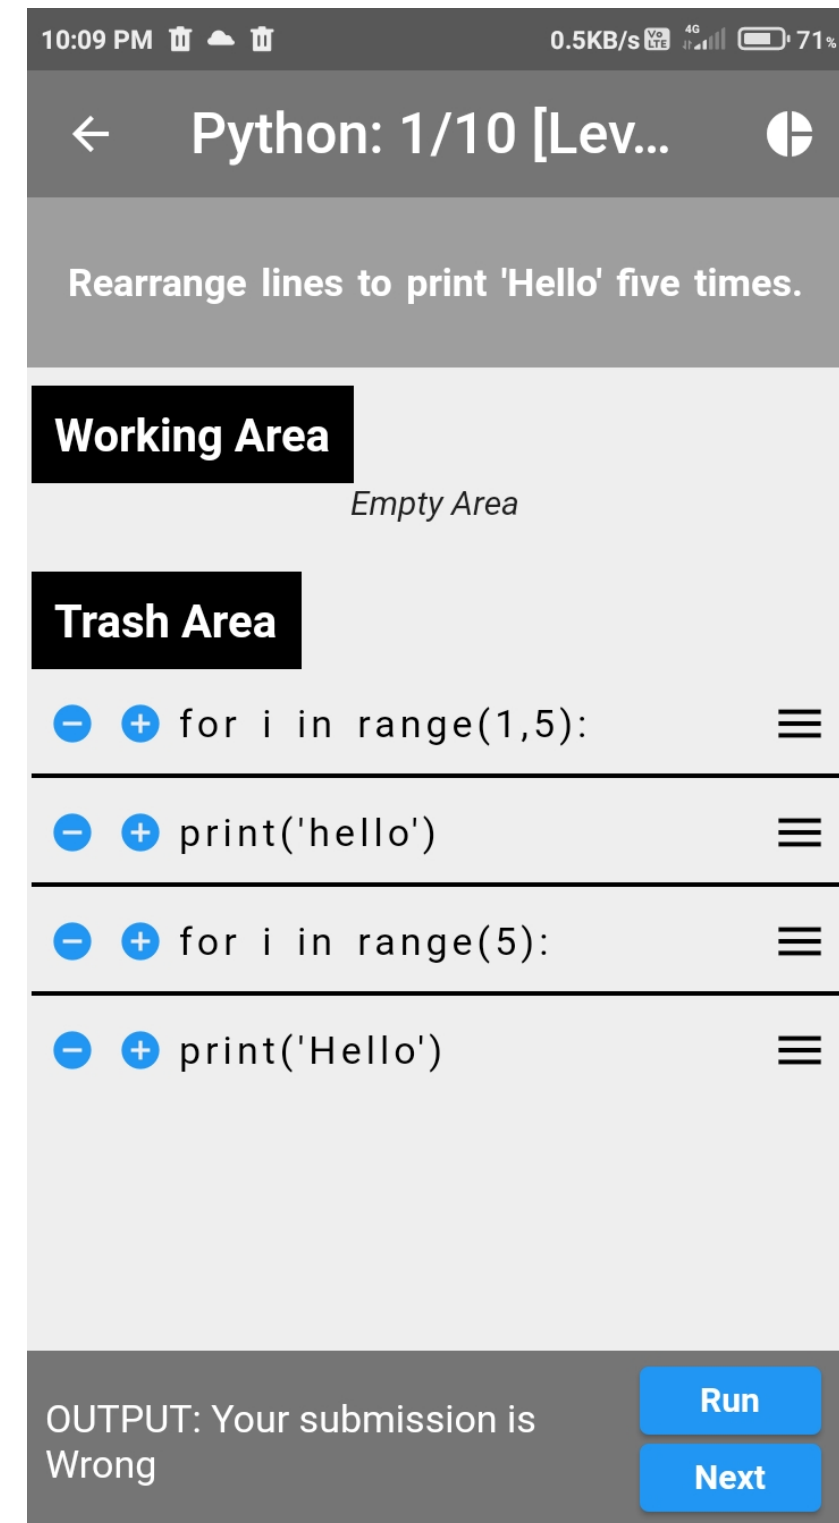 10:09 PM 0.5KB/s Vo LTE 4G 71%
Python: 1/10 [Lev...
Rearrange lines to print 'Hello' five times.
Working Area
Empty Area
Trash Area
for i in range(1,5):
print('hello')
for i in range(5):
print('Hello')
OUTPUT: Your submission is
Wrong
Run
Next